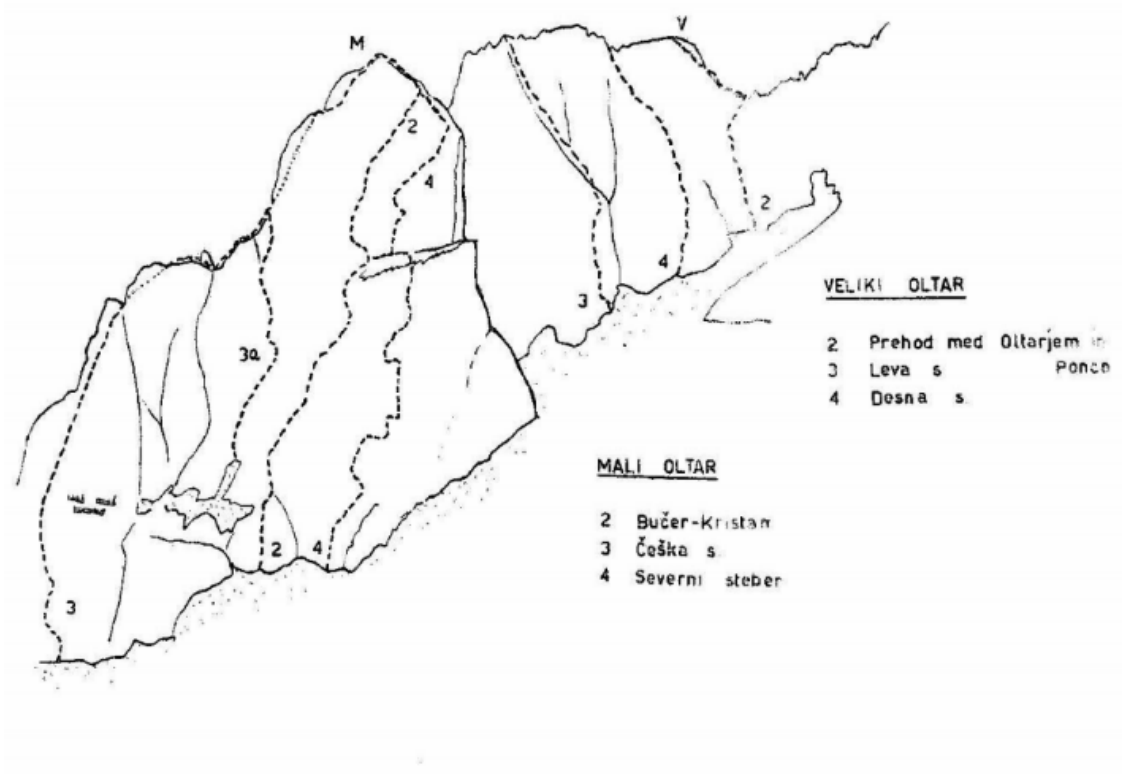 M
V
2
4
2
4
3
3a
2
4
3
VELIKI OLTAR
2 Prehod med Oltarjem in
3 Leva s Ponco
4 Desna s.
MALI OLTAR
2 Bučer-Kristan
3 Češka s.
4 Severni steber